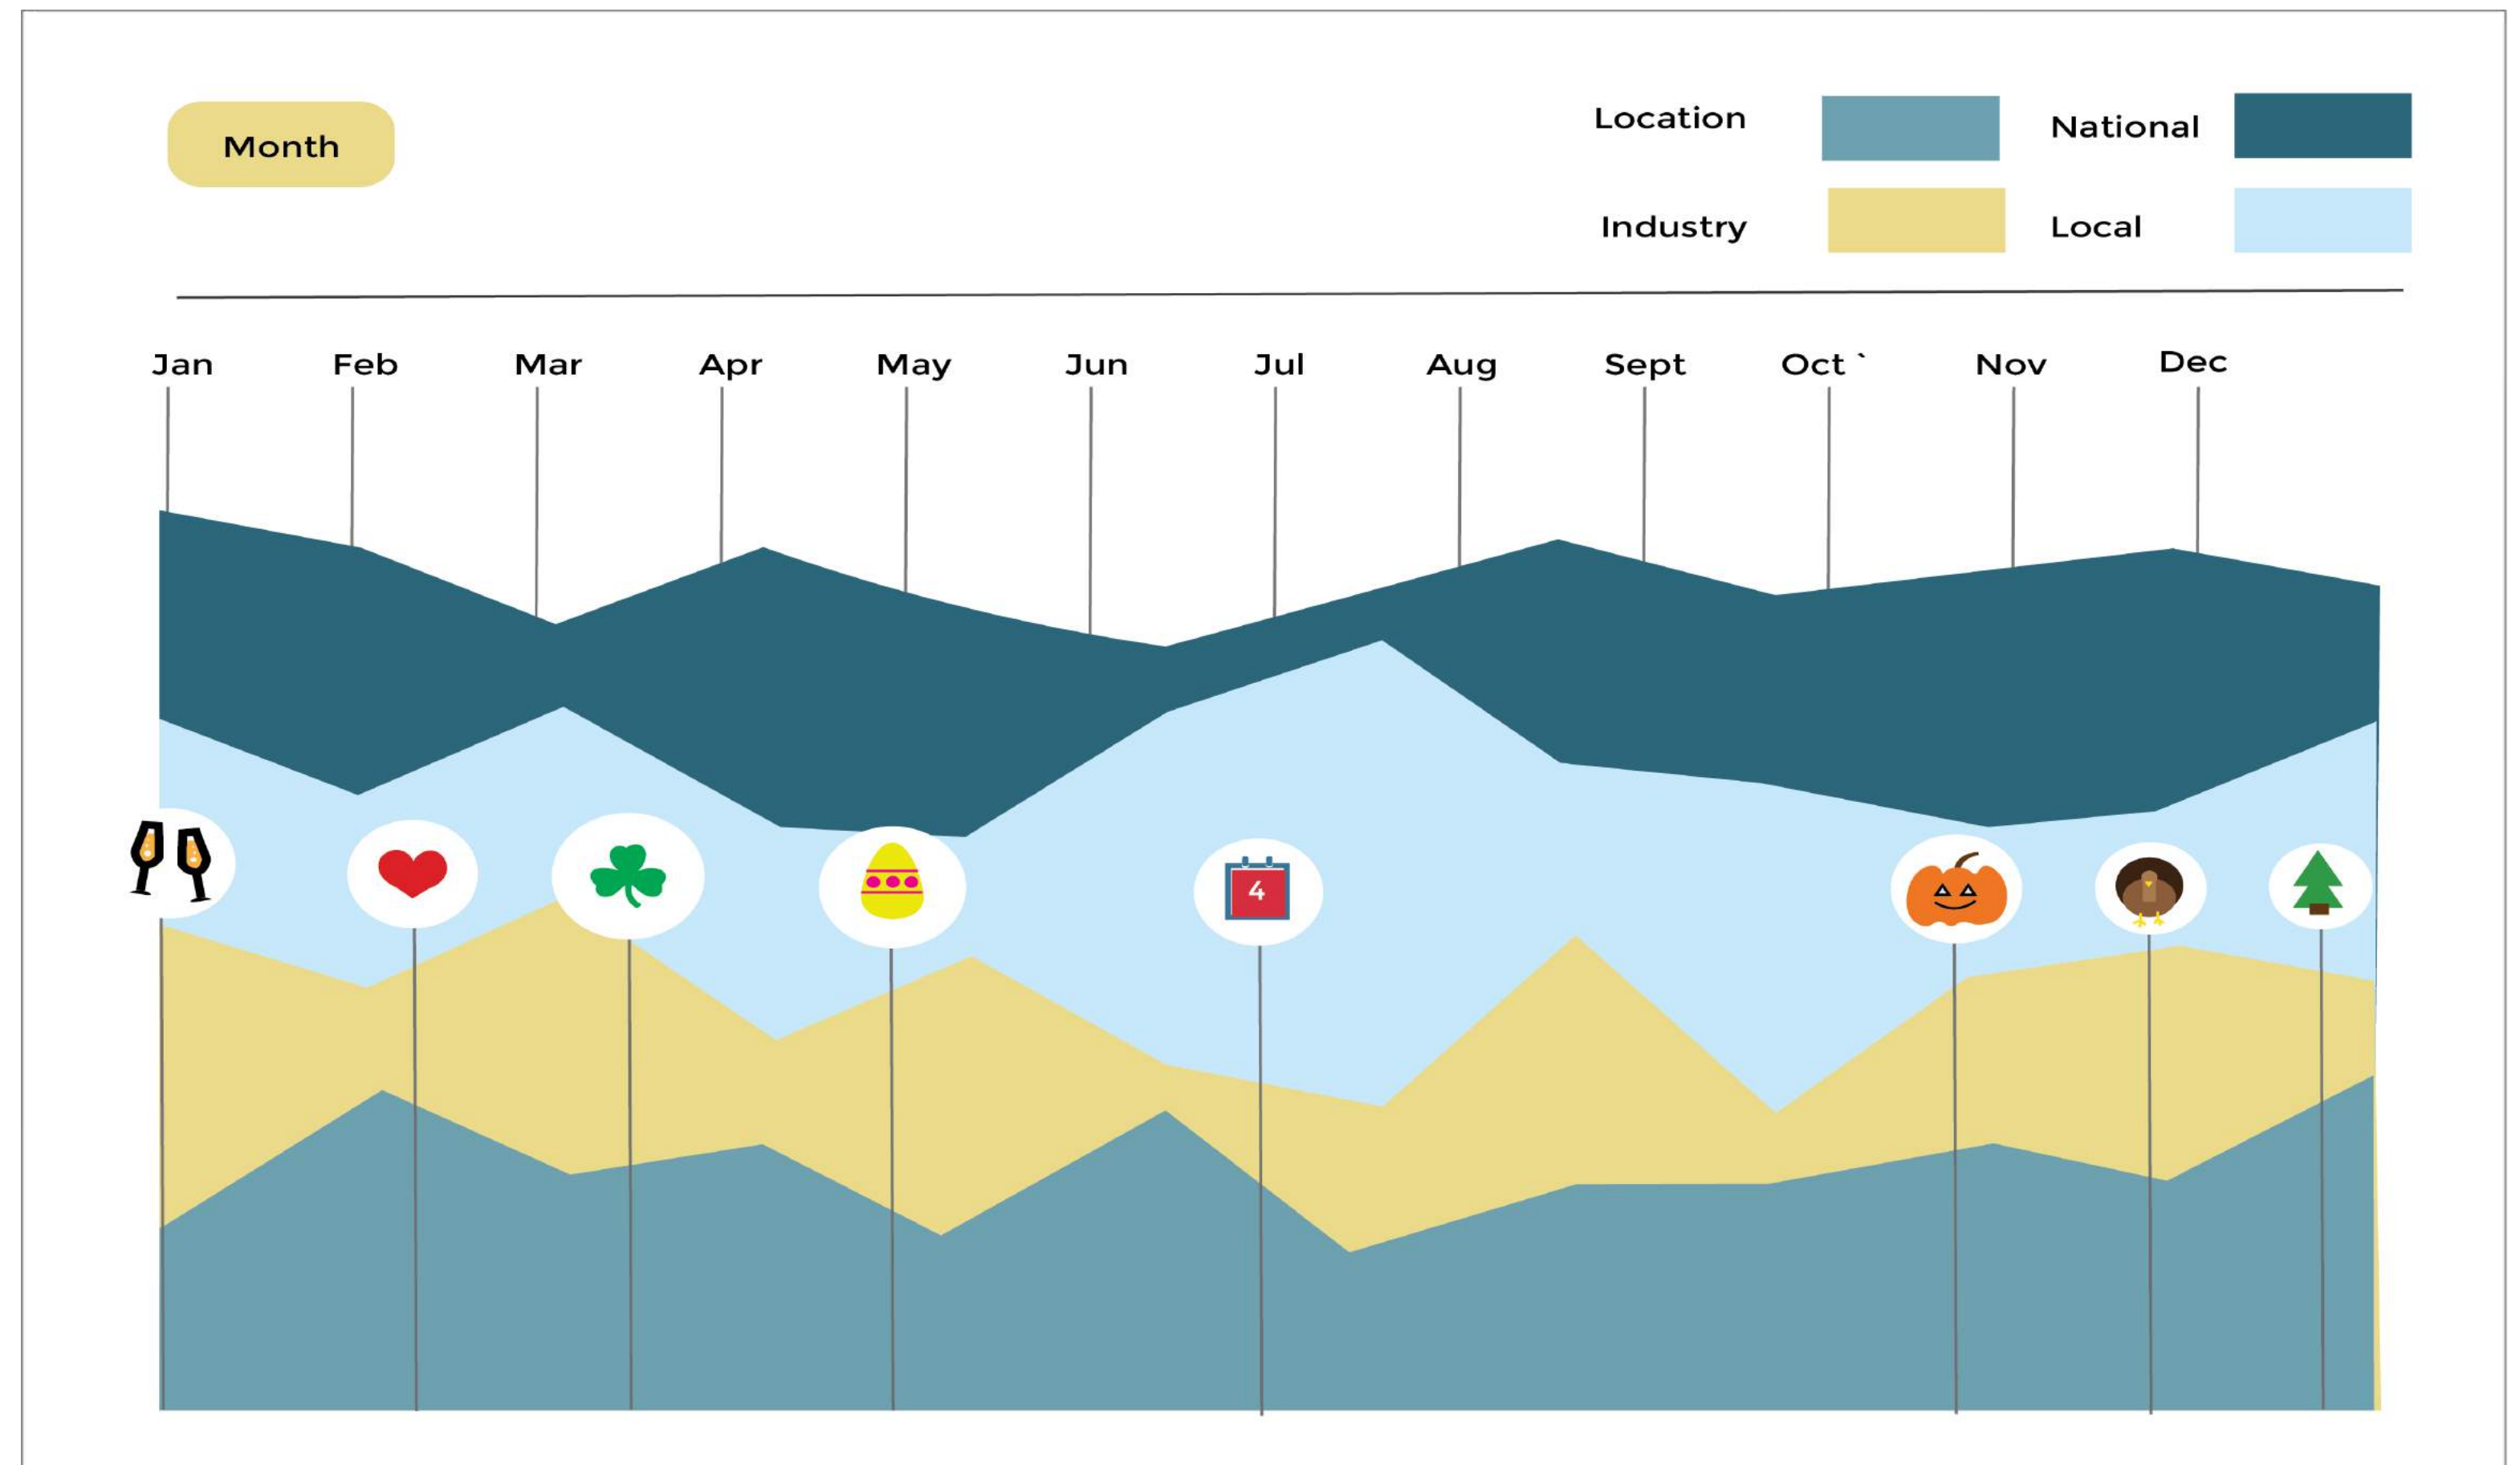 Month
Location
National
Industry
Local
Jan Feb Mar Apr May Jun Jul Aug Sept Oct ` Nov Dec
4